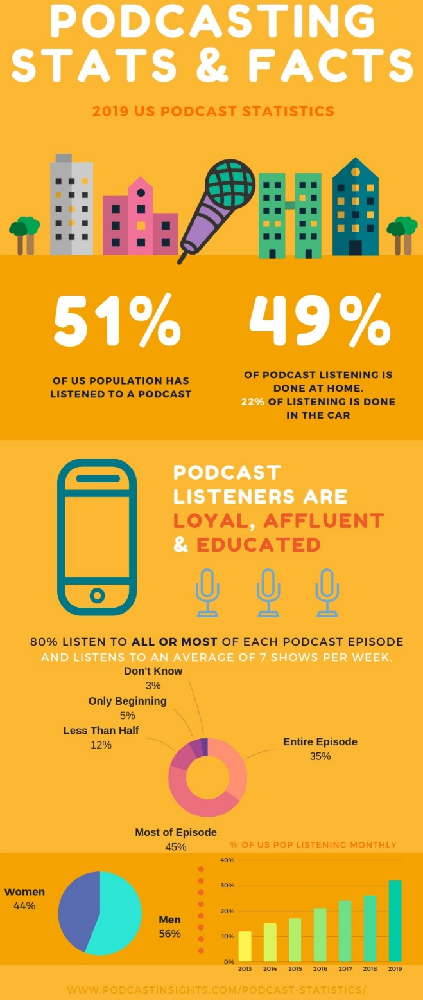 PODCASTING
STATS & FACTS
2019 US PODCAST STATISTICS
51%
OF US POPULATION HAS
LISTENED TO A PODCAST
49%
OF PODCAST LISTENING IS
DONE AT HOME.
22% OF LISTENING IS DONE
IN THE CAR
PODCAST
LISTENERS ARE
LOYAL, AFFLUENT
& EDUCATED
80% LISTEN TO ALL OR MOST OF EACH PODCAST EPISODE
AND LISTENS TO AN AVERAGE OF 7 SHOWS PER WEEK.
Don't Know
3%
Only Beginning
5%
Less Than Half
12%
Entire Episode
35%
Most of Episode
45%
Women
44%
Men
56%
% OF US POP LISTENING MONTHLY
40%
30%
20%
10%
0%
2013 2014 2015 2016 2017 2018 2019
WWW.PODCASTINSIGHTS.COM/PODCAST-STATISTICS/